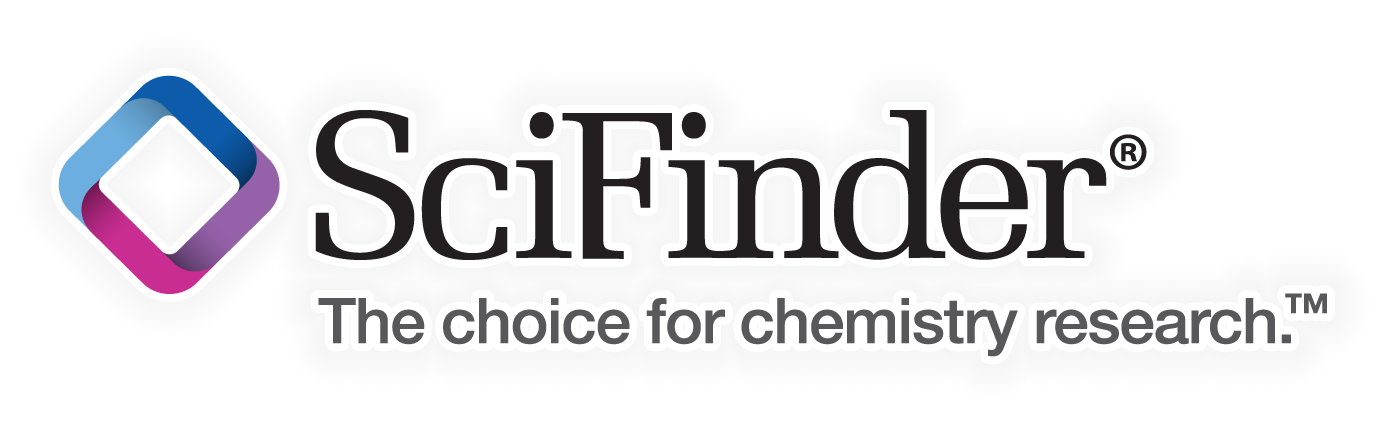 SciFinder®
The choice for chemistry research.™